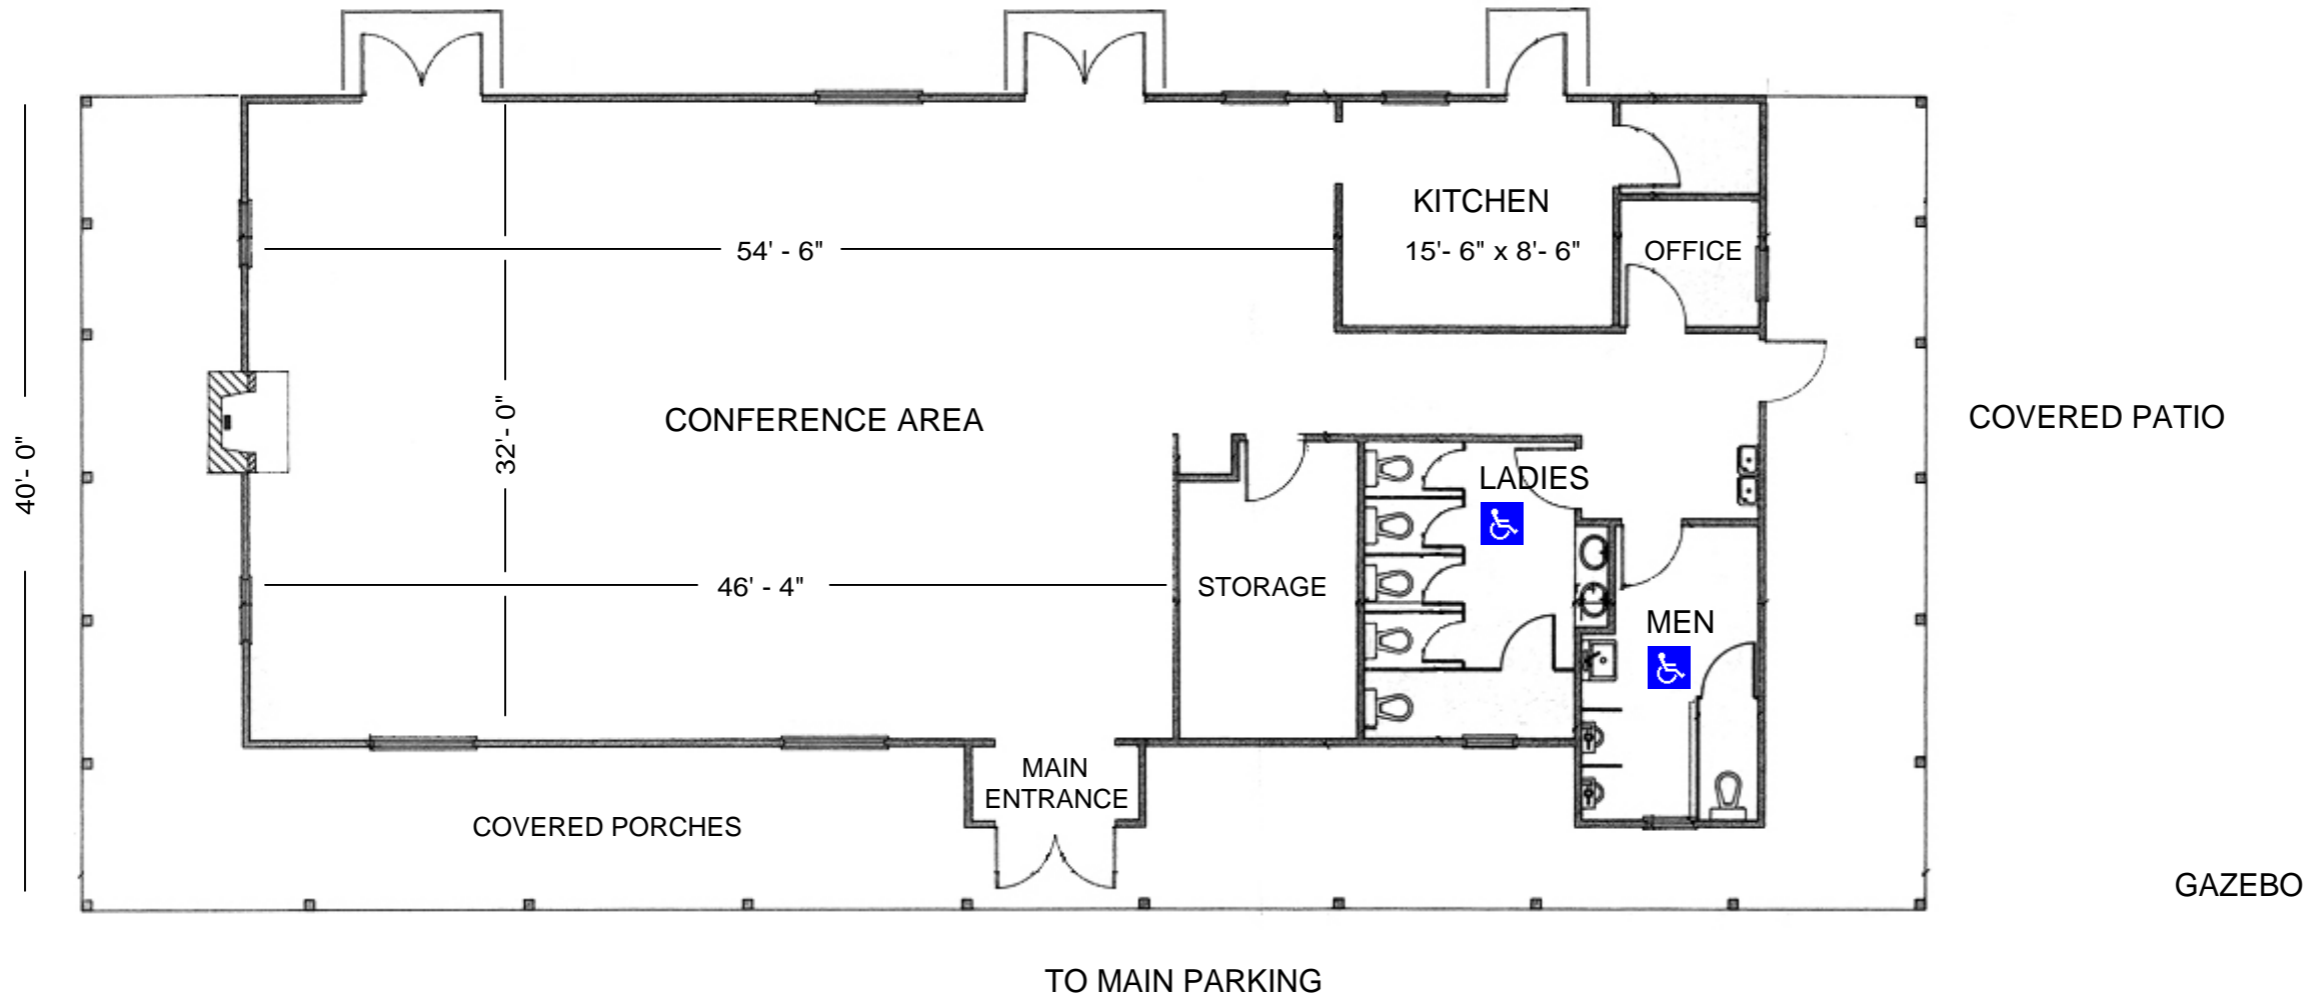 KITCHEN
54' - 6" 15'- 6" x 8'- 6" OFFICE
40'- 0"
32'- 0"
CONFERENCE AREA
COVERED PATIO
LADIES
46' - 4"
STORAGE
MEN
MAIN
ENTRANCE
COVERED PORCHES
GAZEBO
TO MAIN PARKING